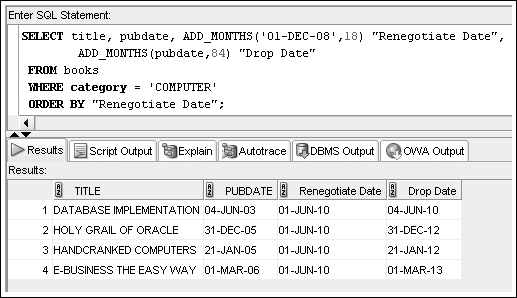 Enter SQL Statement:
SELECT title, pubdate, ADD_MONTHS('01-DEC-08',18) "Renegotiate Date",
ADD_MONTHS(pubdate,84) "Drop Date"
FROM books
WHERE category = 'COMPUTER'
ORDER BY "Renegotiate Date";
Results Script Output Explain Autotrace DBMS Output OWA Output
Results:
TITLE PUBDATE Renegotiate Date Drop Date
1 DATABASE IMPLEMENTATION 04-JUN-03 01-JUN-10 04-JUN-10
2 HOLY GRAIL OF ORACLE 31-DEC-05 01-JUN-10 31-DEC-12
3 HANDCRANKED COMPUTERS 21-JAN-05 01-JUN-10 21-JAN-12
4 E-BUSINESS THE EASY WAY 01-MAR-06 01-JUN-10 01-MAR-13